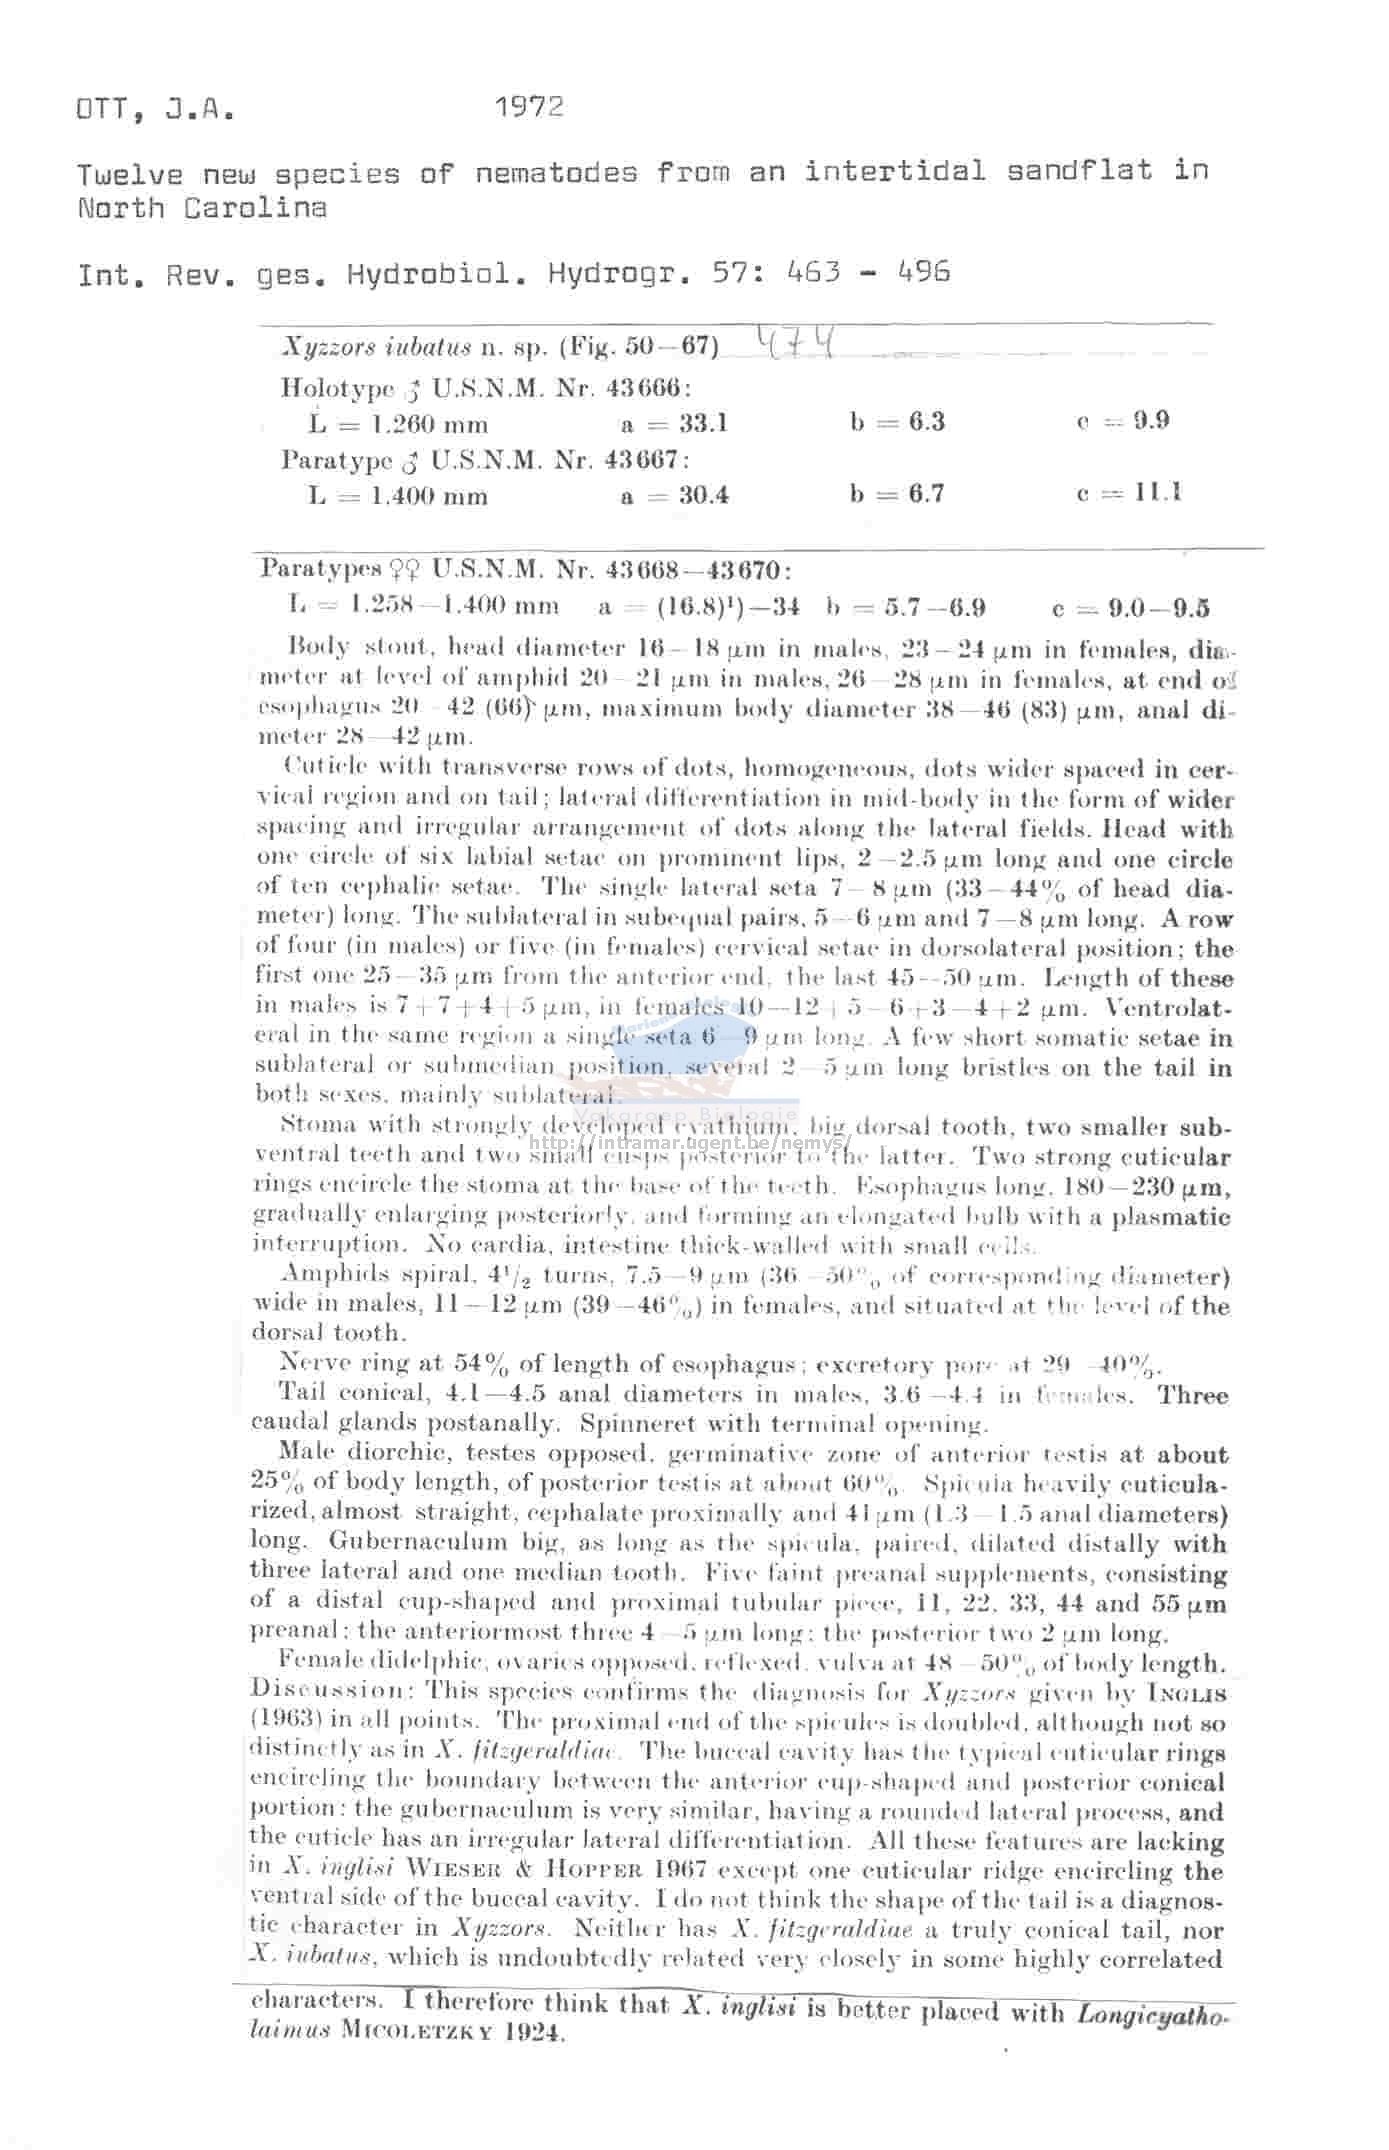 OTT, J.A. 1972
Twelve new species of nematodes from an intertidal sandflat in
North Carolina
Int. Rev. ges. Hydrobiol. Hydrogr. 57: 463 - 496
Xyzzors iubatus n. sp. (Fig. 50—67) 474
Holotype ♂ U.S.N.M. Nr. 43666:
L = 1.260 mm a = 33.1 b = 6.3 c = 9.9
Paratype ♂ U.S.N.M. Nr. 43667:
L = 1.400 mm a = 30.4 b = 6.7 c = 11.1
Paratypes ♀♀ U.S.N.M. Nr. 43668—43670:
L = 1.258—1.400 mm a = (16.8)¹)—34 b = 5.7—6.9 c = 9.0—9.5
Body stout, head diameter 16—18 μm in males, 23—24 μm in females, dia-
meter at level of amphid 20—21 μm in males, 26—28 μm in females, at end of
esophagus 20—42 (66) μm, maximum body diameter 38—46 (83) μm, anal di-
meter 28—42 μm.
Cuticle with transverse rows of dots, homogeneous, dots wider spaced in cer-
vical region and on tail; lateral differentiation in mid-body in the form of wider
spacing and irregular arrangement of dots along the lateral fields. Head with
one circle of six labial setae on prominent lips, 2—2.5 μm long and one circle
of ten cephalic setae. The single lateral seta 7—8 μm (33—44% of head dia-
meter) long. The sublateral in subequal pairs, 5—6 μm and 7—8 μm long. A row
of four (in males) or five (in females) cervical setae in dorsolateral position; the
first one 25—35 μm from the anterior end, the last 45—50 μm. Length of these
in males is 7+7+4+5 μm, in females 10—12+5—6+3—4+2 μm. Ventrolat-
eral in the same region a single seta 6—9 μm long. A few short somatic setae in
sublateral or submedian position, several 2—5 μm long bristles on the tail in
both sexes, mainly sublateral.
Vakgroep Biologie
http://intramar.ugent.be/nemys/
Stoma with strongly developed cyathium, big dorsal tooth, two smaller sub-
ventral teeth and two small cusps posterior to the latter. Two strong cuticular
rings encircle the stoma at the base of the teeth. Esophagus long, 180—230 μm,
gradually enlarging posteriorly, and forming an elongated bulb with a plasmatic
interruption. No cardia, intestine thick-walled with small cells.
Amphids spiral, 4¹/₂ turns, 7.5—9 μm (36—50% of corresponding diameter)
wide in males, 11—12 μm (39—46%) in females, and situated at the level of the
dorsal tooth.
Nerve ring at 54% of length of esophagus; excretory pore at 29—40%.
Tail conical, 4.1—4.5 anal diameters in males, 3.6—4.4 in females. Three
caudal glands postanally. Spinneret with terminal opening.
Male diorchic, testes opposed, germinative zone of anterior testis at about
25% of body length, of posterior testis at about 60%. Spicula heavily cuticula-
rized, almost straight, cephalate proximally and 41 μm (1.3—1.5 anal diameters)
long. Gubernaculum big, as long as the spicula, paired, dilated distally with
three lateral and one median tooth. Five faint preanal supplements, consisting
of a distal cup-shaped and proximal tubular piece, 11, 22, 33, 44 and 55 μm
preanal; the anteriormost three 4—5 μm long; the posterior two 2 μm long.
Female didelphic, ovaries opposed, reflexed, vulva at 48—50% of body length.
Discussion: This species confirms the diagnosis for Xyzzors given by INGLIS
(1963) in all points. The proximal end of the spicules is doubled, although not so
distinctly as in X. fitzgeraldiae. The buccal cavity has the typical cuticular rings
encircling the boundary between the anterior cup-shaped and posterior conical
portion; the gubernaculum is very similar, having a rounded lateral process, and
the cuticle has an irregular lateral differentiation. All these features are lacking
in X. inglisi WIESER & HOPPER 1967 except one cuticular ridge encircling the
ventral side of the buccal cavity. I do not think the shape of the tail is a diagnos-
tic character in Xyzzors. Neither has X. fitzgeraldiae a truly conical tail, nor
X. iubatus, which is undoubtedly related very closely in some highly correlated
characters. I therefore think that X. inglisi is better placed with Longicyatho-
laimus MICOLETZKY 1924.